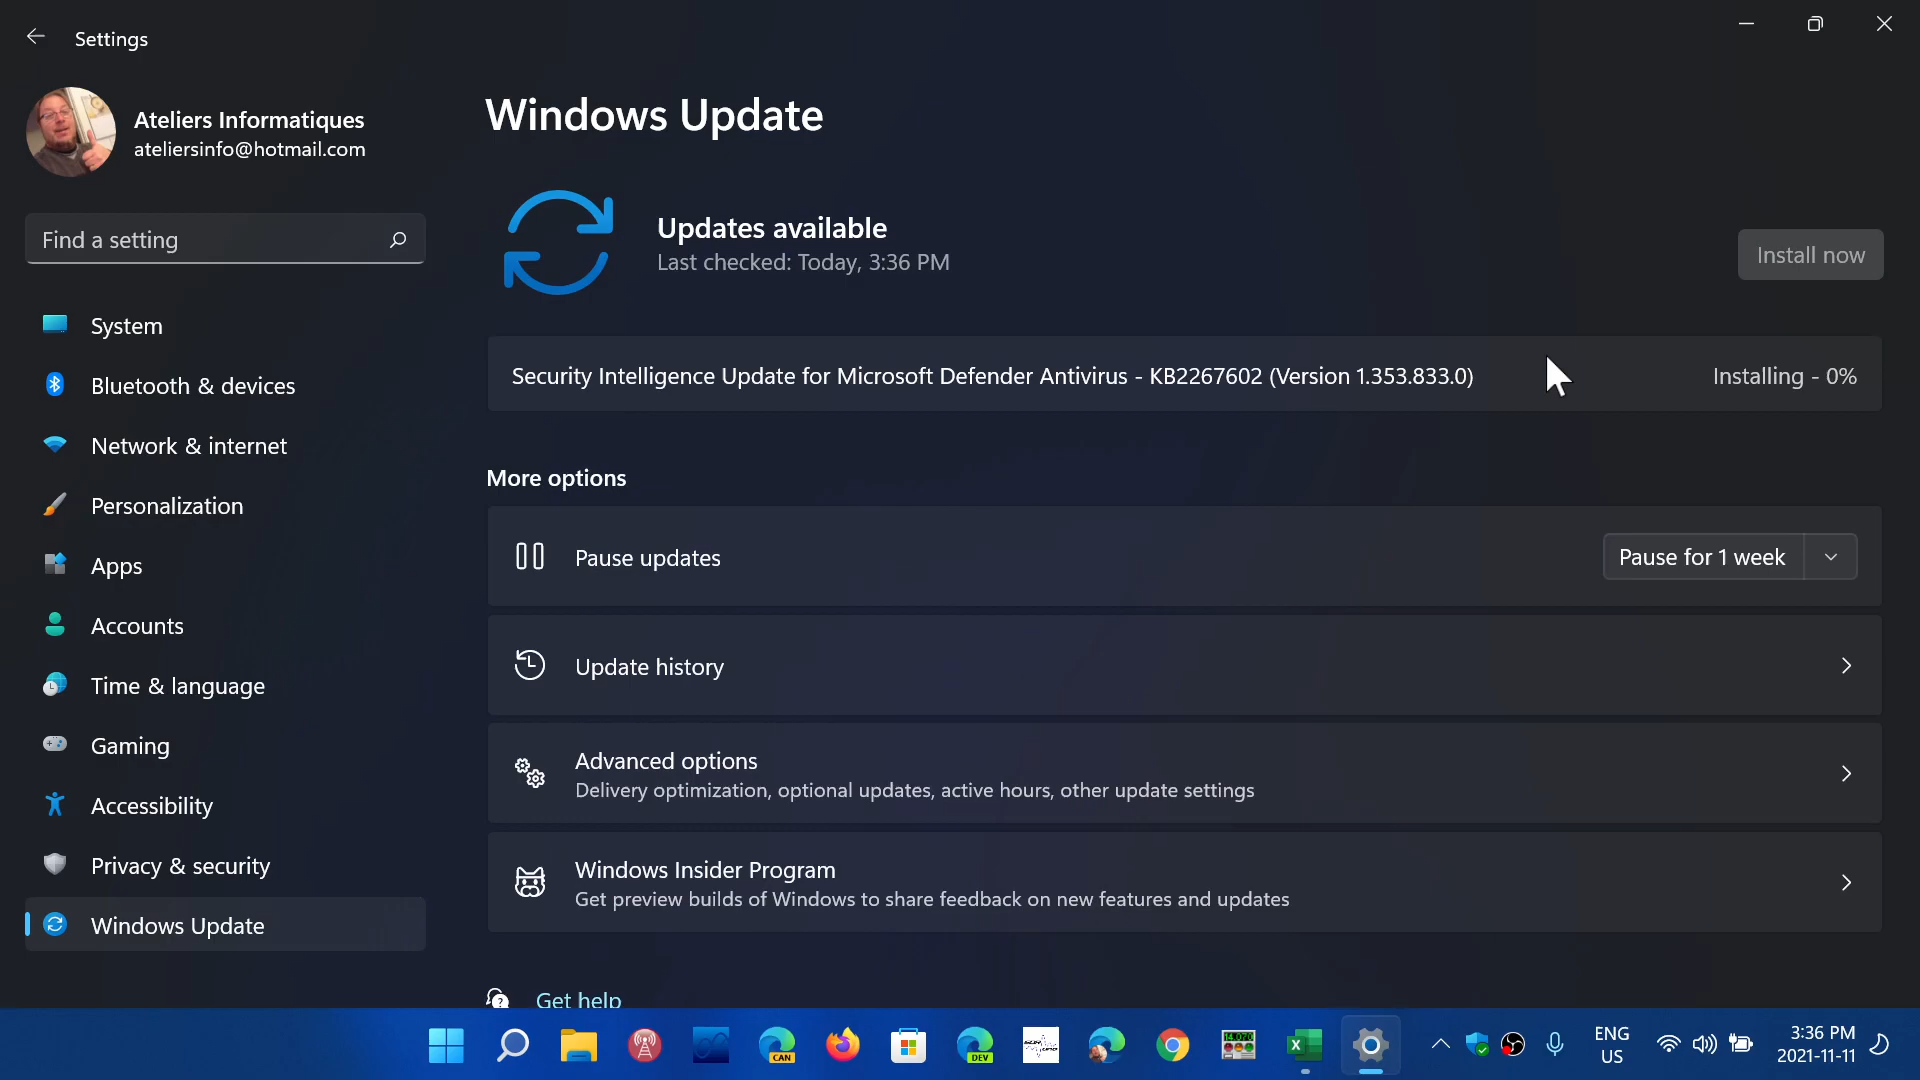 Settings
Ateliers Informatiques
ateliersinfo@hotmail.com
Find a setting
System
Bluetooth & devices
Network & internet
Personalization
Apps
Accounts
Time & language
Gaming
Accessibility
Privacy & security
Windows Update
Windows Update
Updates available
Last checked: Today, 3:36 PM
Install now
Security Intelligence Update for Microsoft Defender Antivirus - KB2267602 (Version 1.353.833.0)
Installing - 0%
More options
Pause updates
Pause for 1 week
Update history
Advanced options
Delivery optimization, optional updates, active hours, other update settings
Windows Insider Program
Get preview builds of Windows to share feedback on new features and updates
Get help
CAN
DEV
ENG
US
3:36 PM
2021-11-11